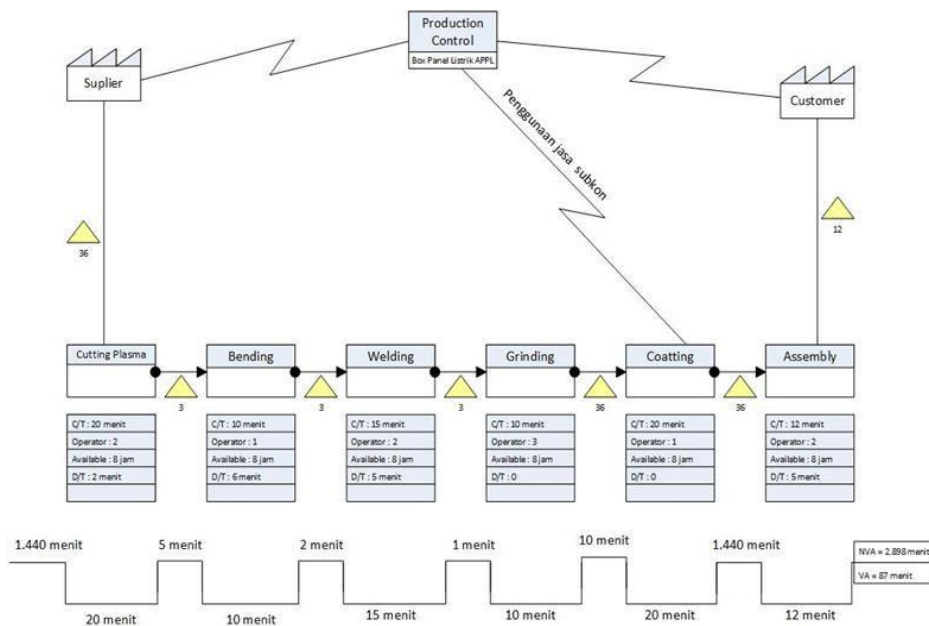 Production
Control
Box Panel Listrik APPL
Suplier
Customer
Penggunaan jasa subkon
36
12
Cutting Plasma
Bending
Welding
Grinding
Coatting
Assembly
3
3
3
36
36
C/T : 20 menit
Operator : 2
Available : 8 jam
D/T : 2 menit
C/T : 10 menit
Operator : 1
Available : 8 jam
D/T : 6 menit
C/T : 15 menit
Operator : 2
Available : 8 jam
D/T : 5 menit
C/T : 10 menit
Operator : 3
Available : 8 jam
D/T : 0
C/T : 20 menit
Operator : 1
Available : 8 jam
D/T : 0
C/T : 12 menit
Operator : 2
Available : 8 jam
D/T : 5 menit
1.440 menit
5 menit
2 menit
1 menit
10 menit
1.440 menit
NVA = 2.898 menit
VA = 87 menit
20 menit
10 menit
15 menit
10 menit
20 menit
12 menit